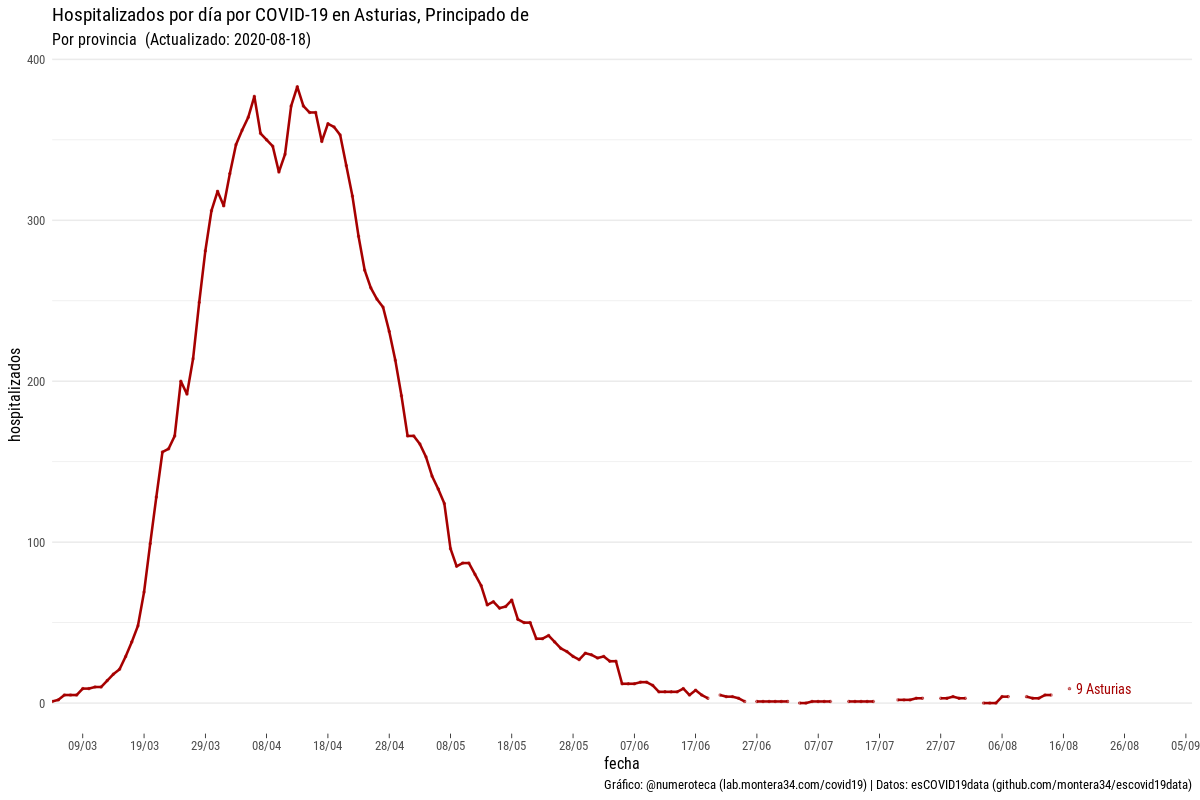 Hospitalizados por día por COVID-19 en Asturias, Principado de
Por provincia  (Actualizado: 2020-08-18)
400
300
200
100
0
hospitalizados
9 Asturias
09/03 19/03 29/03 08/04 18/04 28/04 08/05 18/05 28/05 07/06 17/06 27/06 07/07 17/07 27/07 06/08 16/08 26/08 05/09
fecha
Gráfico: @numeroteca (lab.montera34.com/covid19) | Datos: esCOVID19data (github.com/montera34/escovid19data)